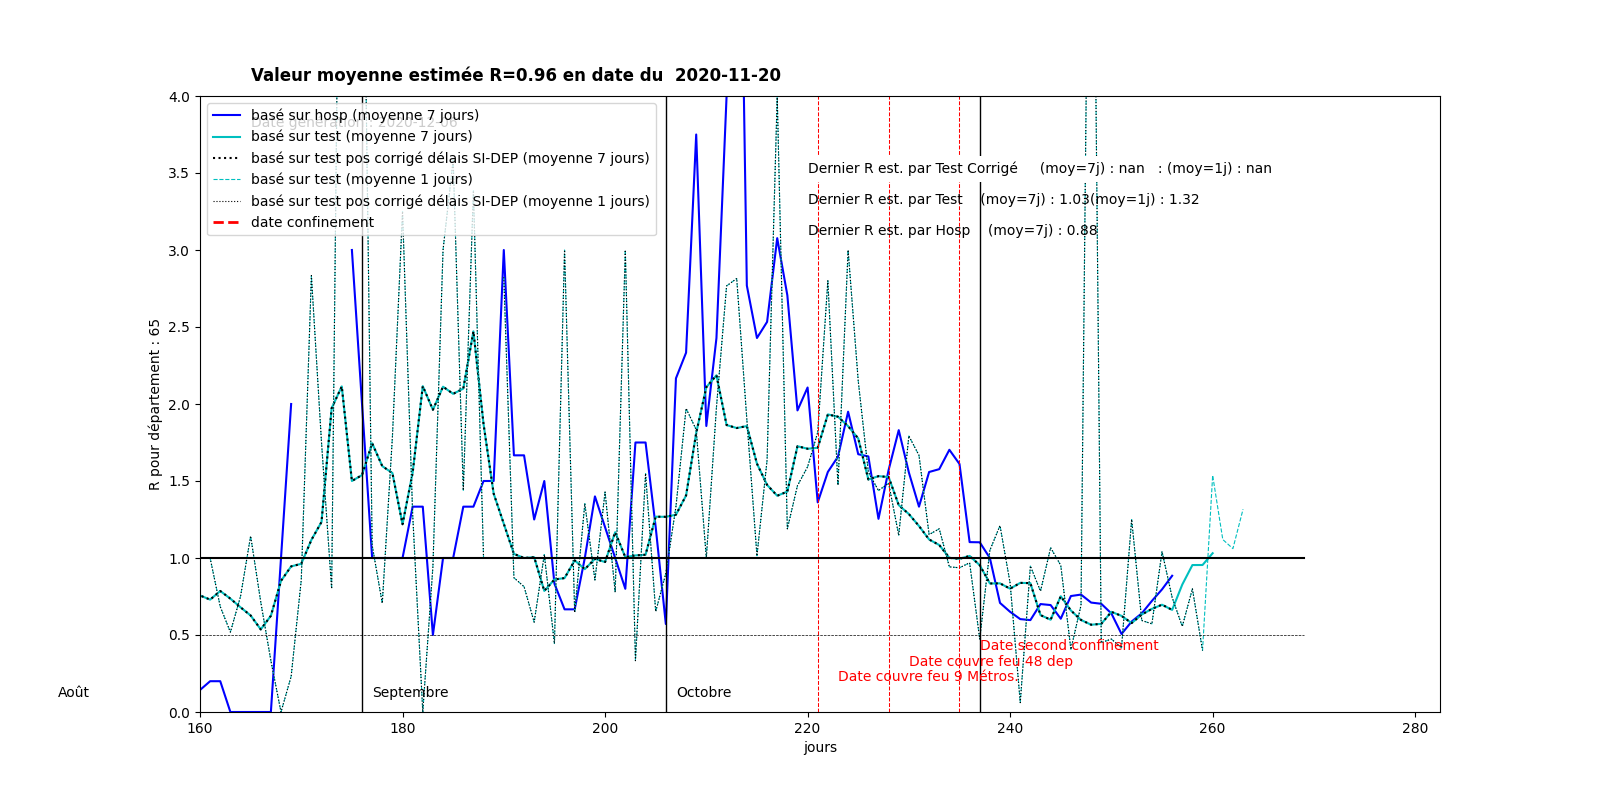 Valeur moyenne estimée R=0.96 en date du  2020-11-20
Date generation : 2020-12-06
basé sur hosp (moyenne 7 jours)
basé sur test (moyenne 7 jours)
basé sur test pos corrigé délais SI-DEP (moyenne 7 jours)
basé sur test (moyenne 1 jours)
basé sur test pos corrigé délais SI-DEP (moyenne 1 jours)
date confinement
Dernier R est. par Test Corrigé     (moy=7j) : nan   : (moy=1j) : nan
Dernier R est. par Test    (moy=7j) : 1.03(moy=1j) : 1.32
Dernier R est. par Hosp    (moy=7j) : 0.88
4.0
3.5
3.0
2.5
2.0
1.5
1.0
0.5
0.0
R pour département : 65
Date second confinement
Date couvre feu 48 dep
Date couvre feu 9 Métros.
Août
Septembre
Octobre
160
180
200
220
240
260
280
jours